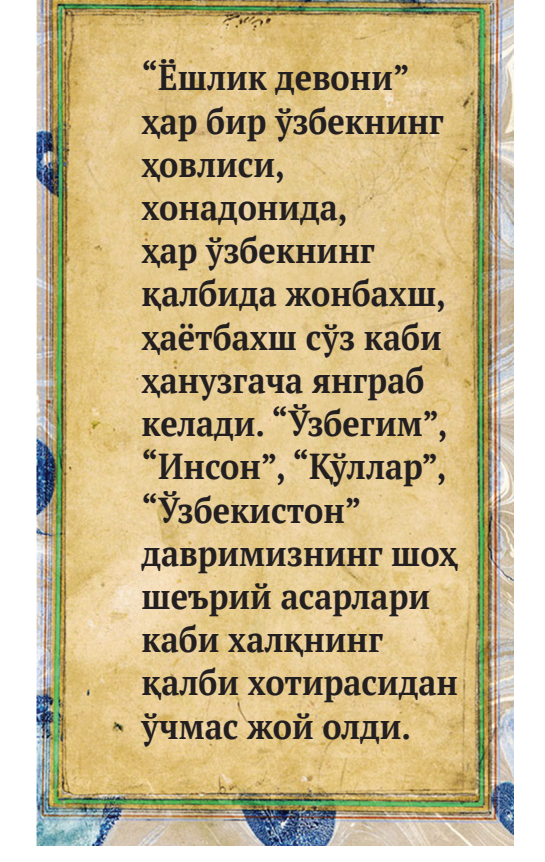 “Ёшлик девони”
ҳар бир ўзбекнинг
ҳовлиси,
хонадонида,
ҳар ўзбекнинг
қалбида жонбахш,
ҳаётбахш сўз каби
ҳанузгача янграб
келади. “Ўзбегим”,
“Инсон”, “Қўллар”,
“Ўзбекистон”
давримизнинг шоҳ
шеърий асарлари
каби халқнинг
қалби хотирасидан
ўчмас жой олди.